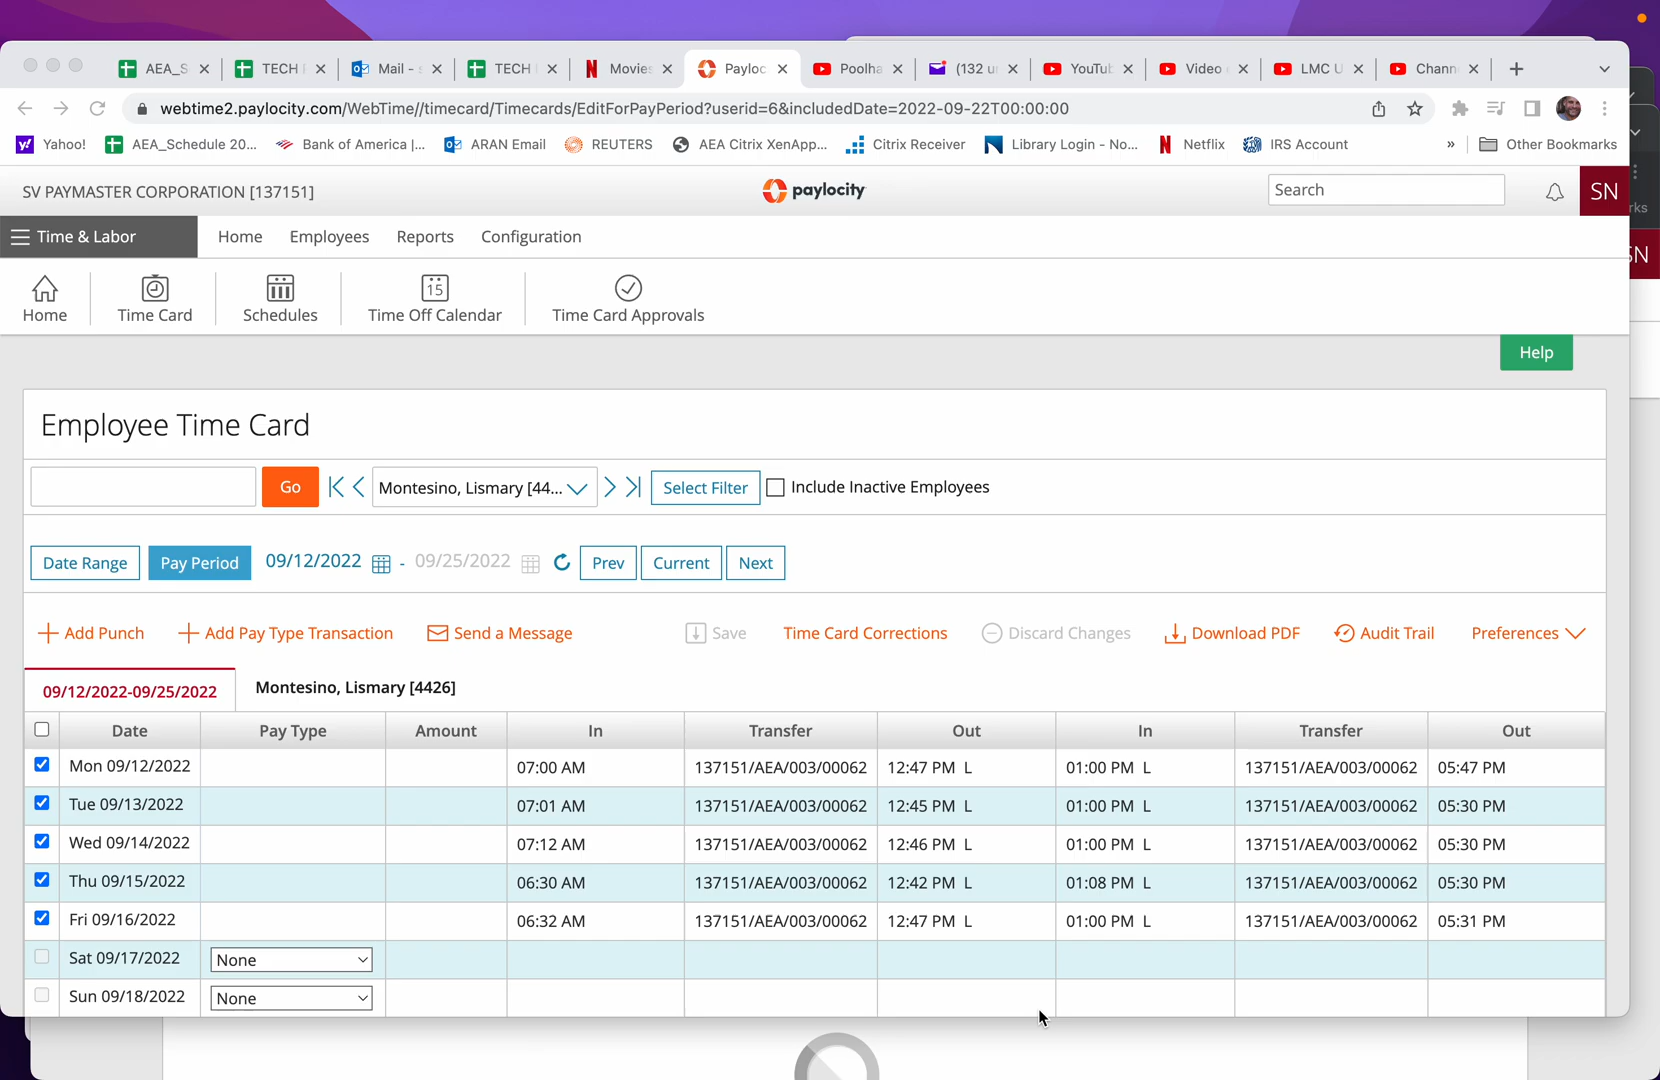 AEA_S
TECH
Mail -
TECH
Movies
Payloc
Poolha
(132 u
YouTub
Video
LMC U
Chann
webtime2.paylocity.com/WebTime//timecard/Timecards/EditForPayPeriod?userid=6&includedDate=2022-09-22T00:00:00
Yahoo! AEA_Schedule 20... Bank of America |... ARAN Email REUTERS AEA Citrix XenApp... Citrix Receiver Library Login - No... Netflix IRS Account » Other Bookmarks
SV PAYMASTER CORPORATION [137151] paylocity Search SN
Time & Labor Home Employees Reports Configuration
Home Time Card Schedules 15 Time Off Calendar Time Card Approvals
Help
Employee Time Card
Go Montesino, Lismary [44... Select Filter Include Inactive Employees
Date Range Pay Period 09/12/2022 - 09/25/2022 Prev Current Next
Add Punch Add Pay Type Transaction Send a Message Save Time Card Corrections Discard Changes Download PDF Audit Trail Preferences
09/12/2022-09/25/2022 Montesino, Lismary [4426]
Date Pay Type Amount In Transfer Out In Transfer Out
Mon 09/12/2022 07:00 AM 137151/AEA/003/00062 12:47 PM L 01:00 PM L 137151/AEA/003/00062 05:47 PM
Tue 09/13/2022 07:01 AM 137151/AEA/003/00062 12:45 PM L 01:00 PM L 137151/AEA/003/00062 05:30 PM
Wed 09/14/2022 07:12 AM 137151/AEA/003/00062 12:46 PM L 01:00 PM L 137151/AEA/003/00062 05:30 PM
Thu 09/15/2022 06:30 AM 137151/AEA/003/00062 12:42 PM L 01:08 PM L 137151/AEA/003/00062 05:30 PM
Fri 09/16/2022 06:32 AM 137151/AEA/003/00062 12:47 PM L 01:00 PM L 137151/AEA/003/00062 05:31 PM
Sat 09/17/2022 None
Sun 09/18/2022 None